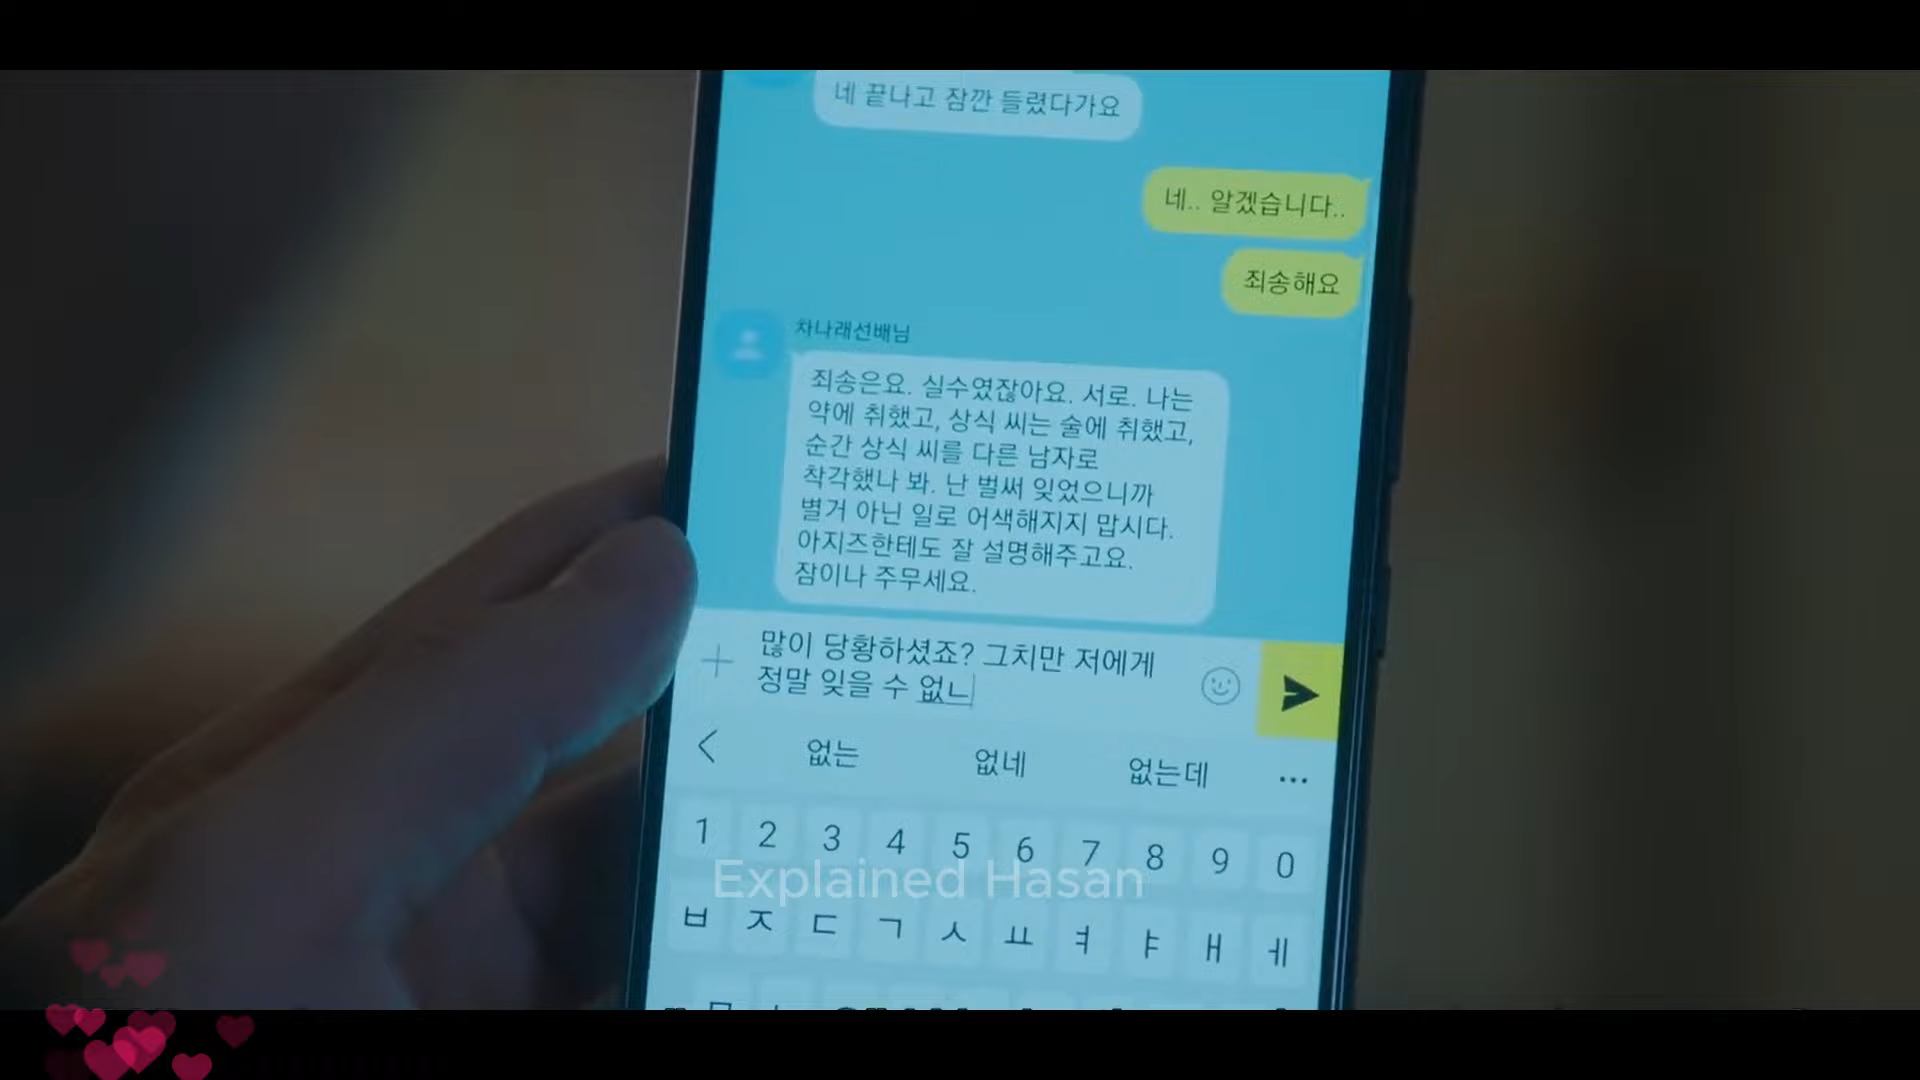 네 끝나고 잠깐 들렸다가요
네.. 알겠습니다..
죄송해요
차나래선배님
죄송은요. 실수였잖아요. 서로. 나는
약에 취했고, 상식 씨는 술에 취했고,
순간 상식 씨를 다른 남자로
착각했나 봐. 난 벌써 잊었으니까
별거 아닌 일로 어색해지지 맙시다.
아지즈한테도 잘 설명해주고요.
잠이나 주무세요.
많이 당황하셨죠? 그치만 저에게
정말 잊을 수 없ㄴ
없는 없네 없는데 ...
1 2 3 4 5 6 7 8 9 0
Explained Hasan
ㅂ ㅈ ㄷ ㄱ ㅅ ㅛ ㅕ ㅑ ㅐ ㅔ